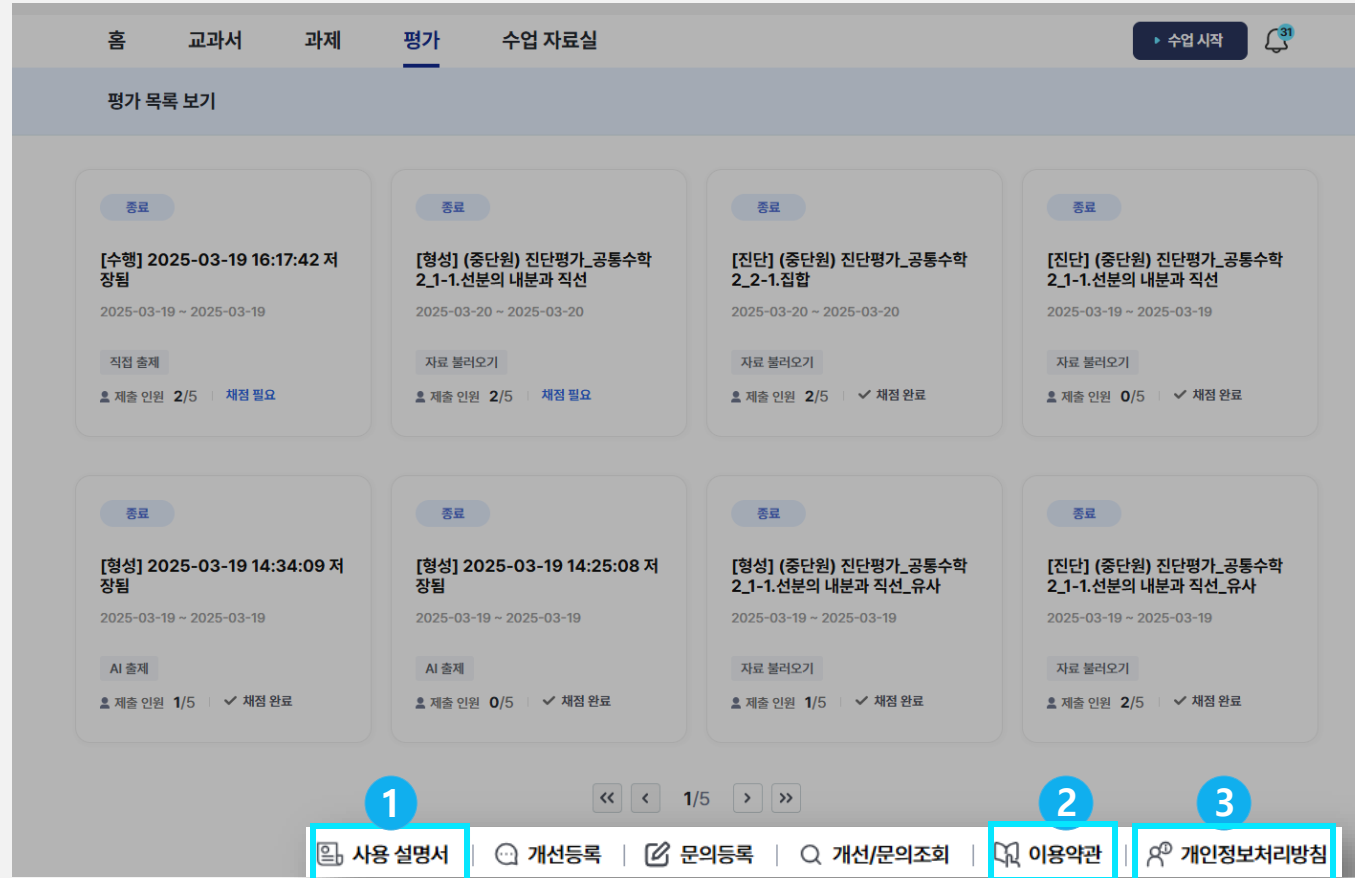 홈 교과서 과제 평가 수업 자료실 수업 시작 31
평가 목록 보기
종료
[수행] 2025-03-19 16:17:42 저
장됨
2025-03-19 ~ 2025-03-19
직접 출제
제출 인원 2/5 채점 필요
종료
[형성] (중단원) 진단평가_공통수학
2_1-1.선분의 내분과 직선
2025-03-20 ~ 2025-03-20
자료 불러오기
제출 인원 2/5 채점 필요
종료
[진단] (중단원) 진단평가_공통수학
2_2-1.집합
2025-03-20 ~ 2025-03-20
자료 불러오기
제출 인원 2/5 채점 완료
종료
[진단] (중단원) 진단평가_공통수학
2_1-1.선분의 내분과 직선
2025-03-19 ~ 2025-03-19
자료 불러오기
제출 인원 0/5 채점 완료
종료
[형성] 2025-03-19 14:34:09 저
장됨
2025-03-19 ~ 2025-03-19
AI 출제
제출 인원 1/5 채점 완료
종료
[형성] 2025-03-19 14:25:08 저
장됨
2025-03-19 ~ 2025-03-19
AI 출제
제출 인원 0/5 채점 완료
종료
[형성] (중단원) 진단평가_공통수학
2_1-1.선분의 내분과 직선_유사
2025-03-19 ~ 2025-03-19
자료 불러오기
제출 인원 1/5 채점 완료
종료
[진단] (중단원) 진단평가_공통수학
2_1-1.선분의 내분과 직선_유사
2025-03-19 ~ 2025-03-19
자료 불러오기
제출 인원 2/5 채점 완료
« ‹ 1/5 › »
1 2 3
사용 설명서 | 개선등록 | 문의등록 | 개선/문의조회 | 이용약관 | 개인정보처리방침